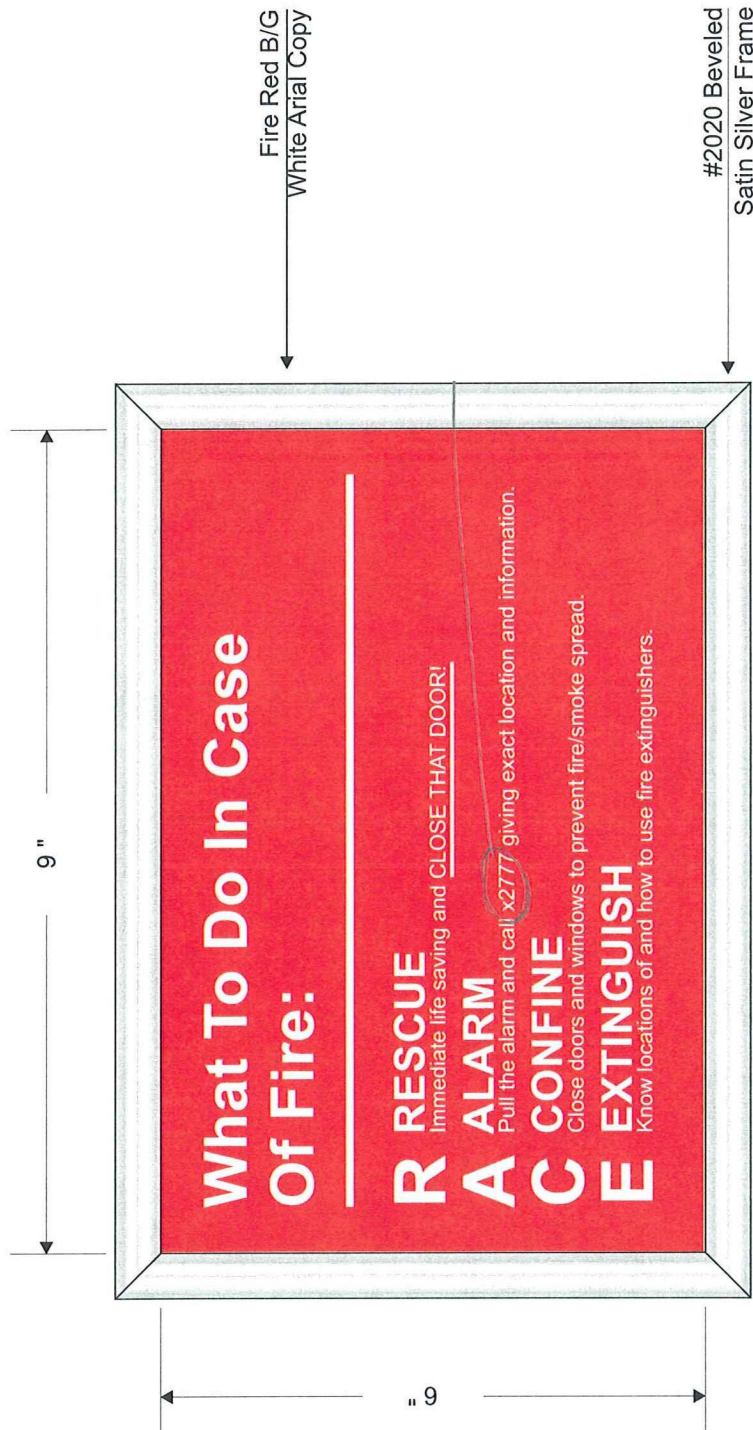 9 "
6 "
What To Do In Case
Of Fire:
R RESCUE
Immediate life saving and CLOSE THAT DOOR!
A ALARM
Pull the alarm and call x2777 giving exact location and information.
C CONFINE
Close doors and windows to prevent fire/smoke spread.
E EXTINGUISH
Know locations of and how to use fire extinguishers.
Fire Red B/G
White Arial Copy
#2020 Beveled
Satin Silver Frame